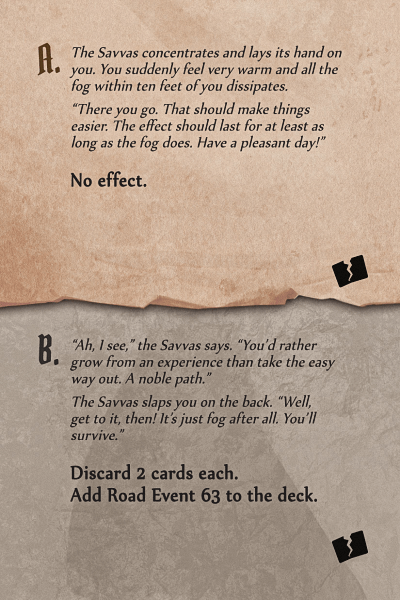 A.
The Savvas concentrates and lays its hand on
you. You suddenly feel very warm and all the
fog within ten feet of you dissipates.
“There you go. That should make things
easier. The effect should last for at least as
long as the fog does. Have a pleasant day!”
No effect.
B.
“Ah, I see,” the Savvas says. “You’d rather
grow from an experience than take the easy
way out. A noble path.”
The Savvas slaps you on the back. “Well,
get to it, then! It’s just fog after all. You’ll
survive.”
Discard 2 cards each.
Add Road Event 63 to the deck.